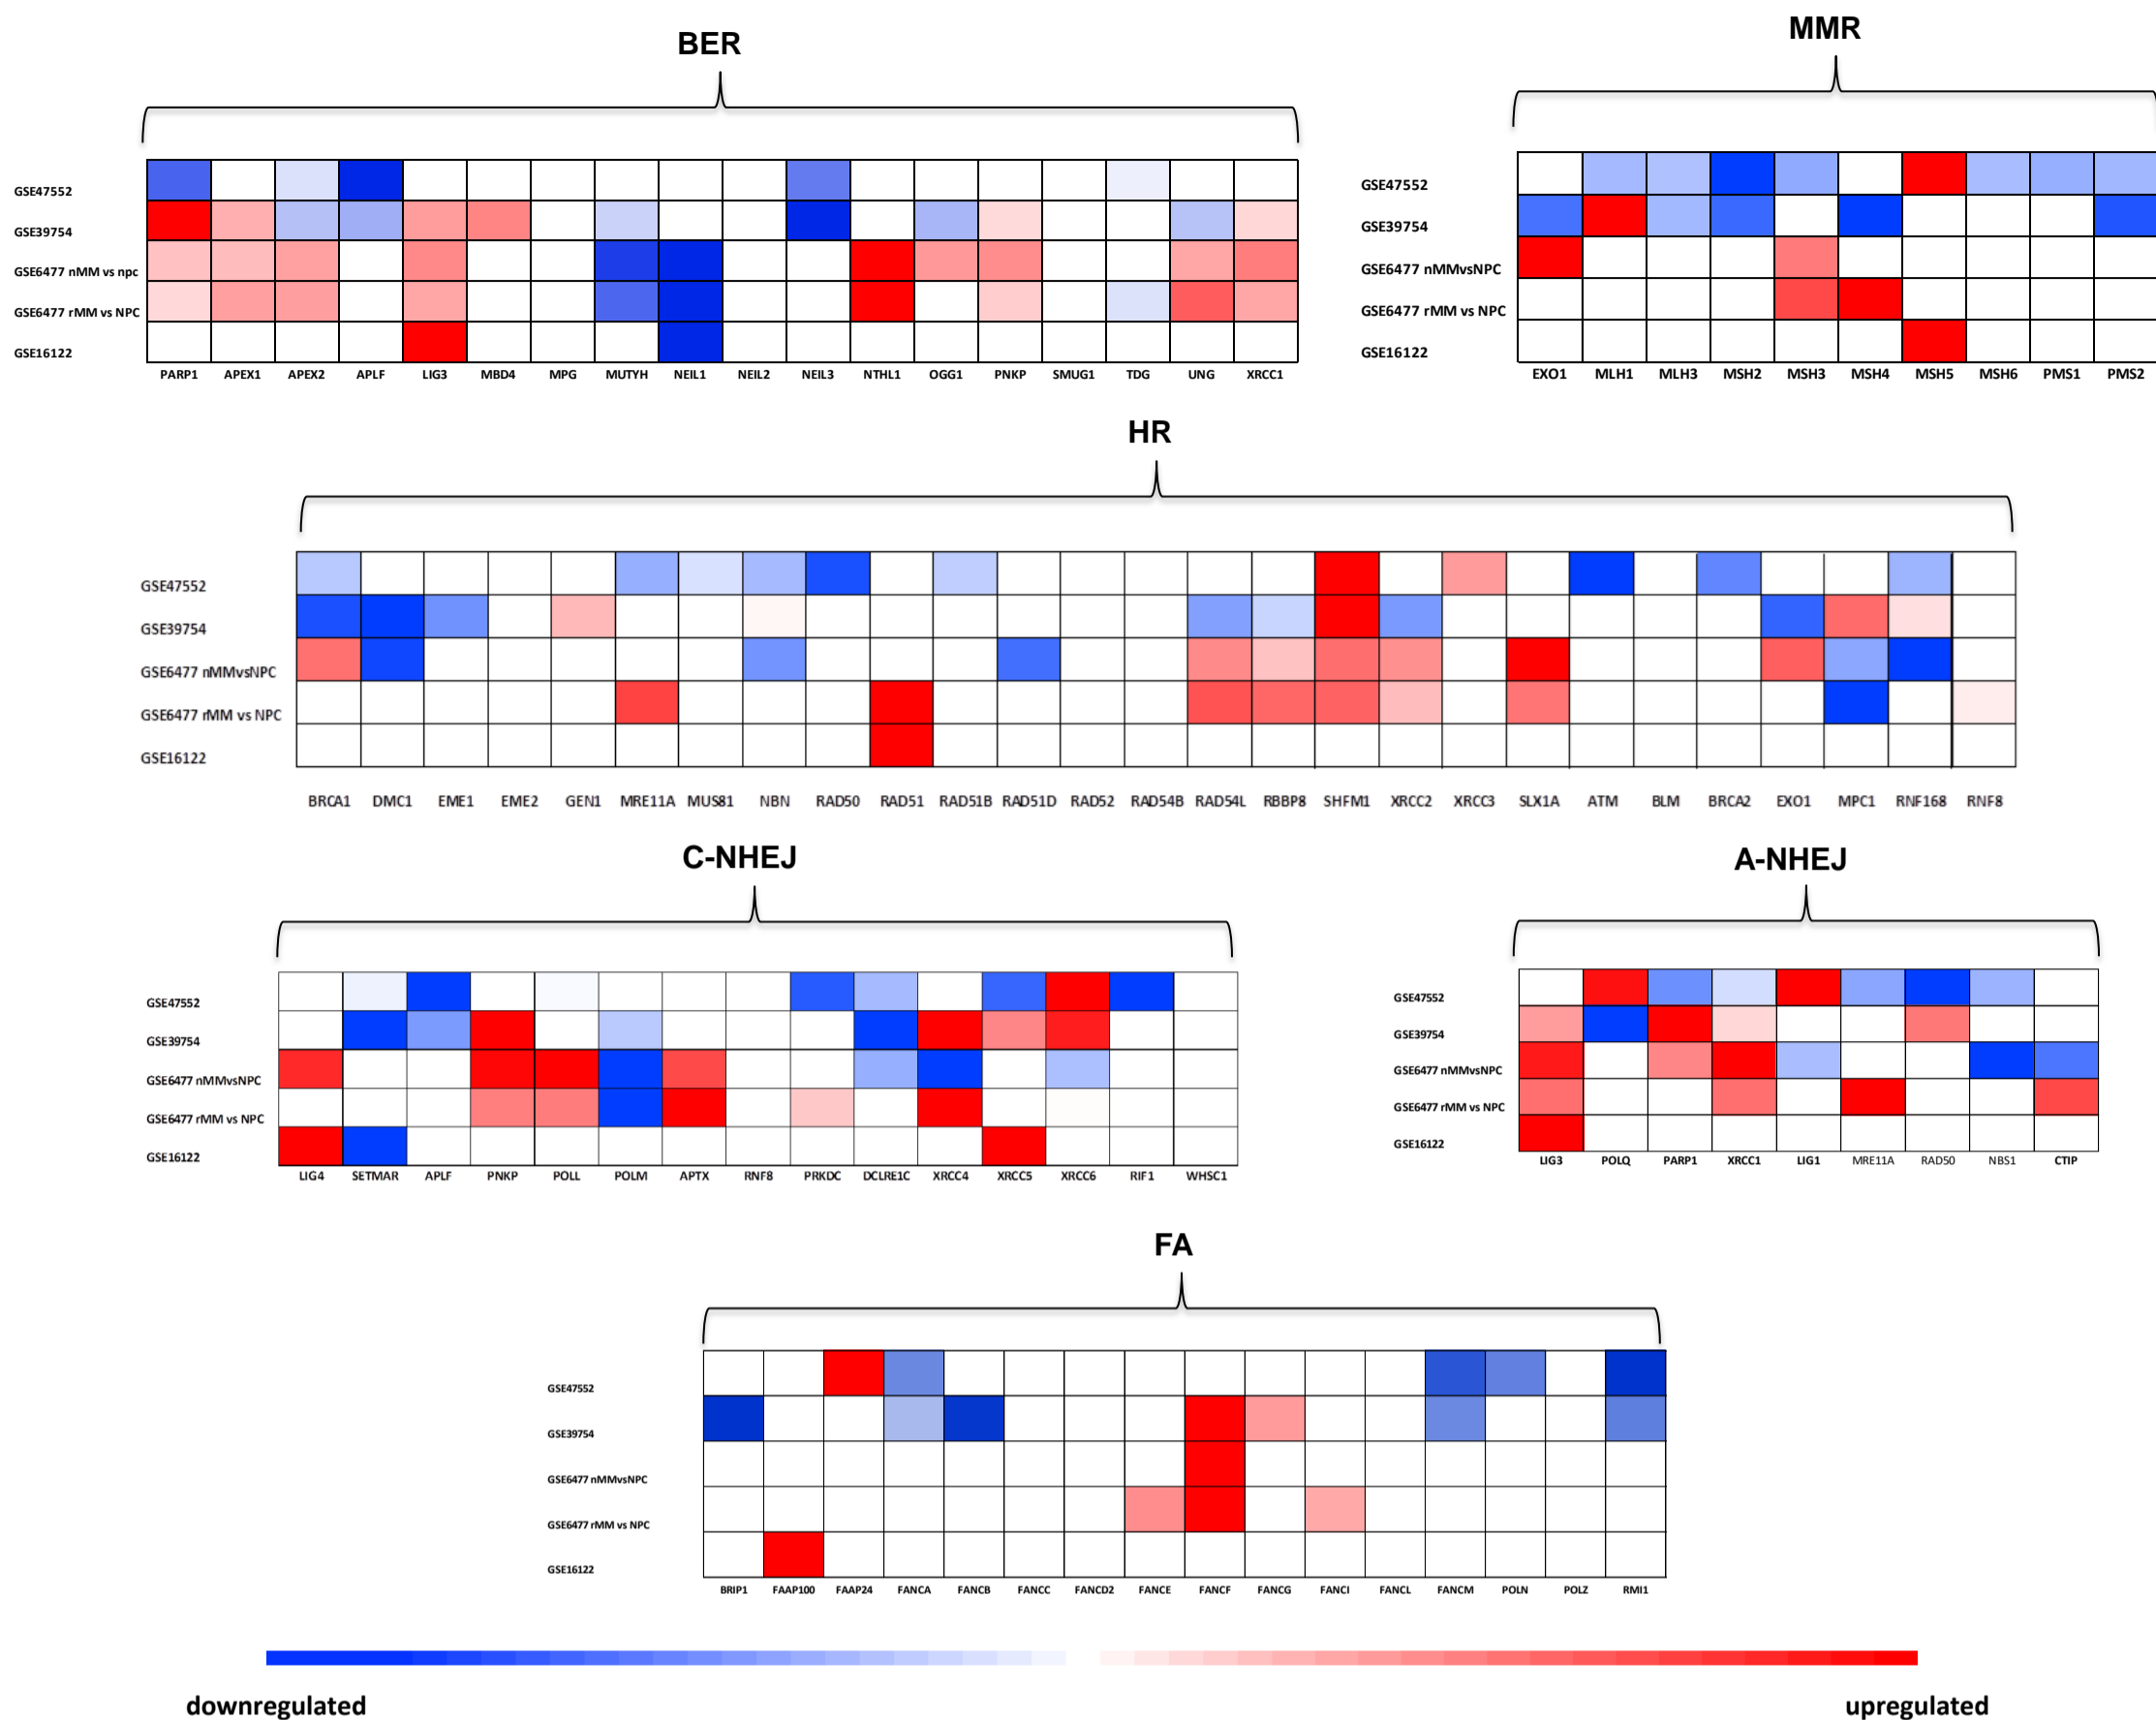 BER
MMR
GSE47552
GSE39754
GSE6477 nMM vs npc
GSE6477 rMM vs NPC
GSE16122
PARP1 APEX1 APEX2 APLF LIG3 MBD4 MPG MUTYH NEIL1 NEIL2 NEIL3 NTHL1 OGG1 PNKP SMUG1 TDG UNG XRCC1
GSE47552
GSE39754
GSE6477 nMMvsNPC
GSE6477 rMM vs NPC
GSE16122
EXO1 MLH1 MLH3 MSH2 MSH3 MSH4 MSH5 MSH6 PMS1 PMS2
HR
GSE47552
GSE39754
GSE6477 nMMvsNPC
GSE6477 rMM vs NPC
GSE16122
BRCA1 DMC1 EME1 EME2 GEN1 MRE11A MUS81 NBN RAD50 RAD51 RAD51B RAD51D RAD52 RAD54B RAD54L RBBP8 SHFM1 XRCC2 XRCC3 SLX1A ATM BLM BRCA2 EXO1 MPC1 RNF168 RNF8
C-NHEJ
A-NHEJ
GSE47552
GSE39754
GSE6477 nMMvsNPC
GSE6477 rMM vs NPC
GSE16122
LIG4 SETMAR APLF PNKP POLL POLM APTX RNF8 PRKDC DCLRE1C XRCC4 XRCC5 XRCC6 RIF1 WHSC1
GSE47552
GSE39754
GSE6477 nMMvsNPC
GSE6477 rMM vs NPC
GSE16122
LIG3 POLQ PARP1 XRCC1 LIG1 MRE11A RAD50 NBS1 CTIP
FA
GSE47552
GSE39754
GSE6477 nMMvsNPC
GSE6477 rMM vs NPC
GSE16122
BRIP1 FAAP100 FAAP24 FANCA FANCB FANCC FANCD2 FANCE FANCF FANCG FANCI FANCL FANCM POLN POLZ RMI1
downregulated upregulated